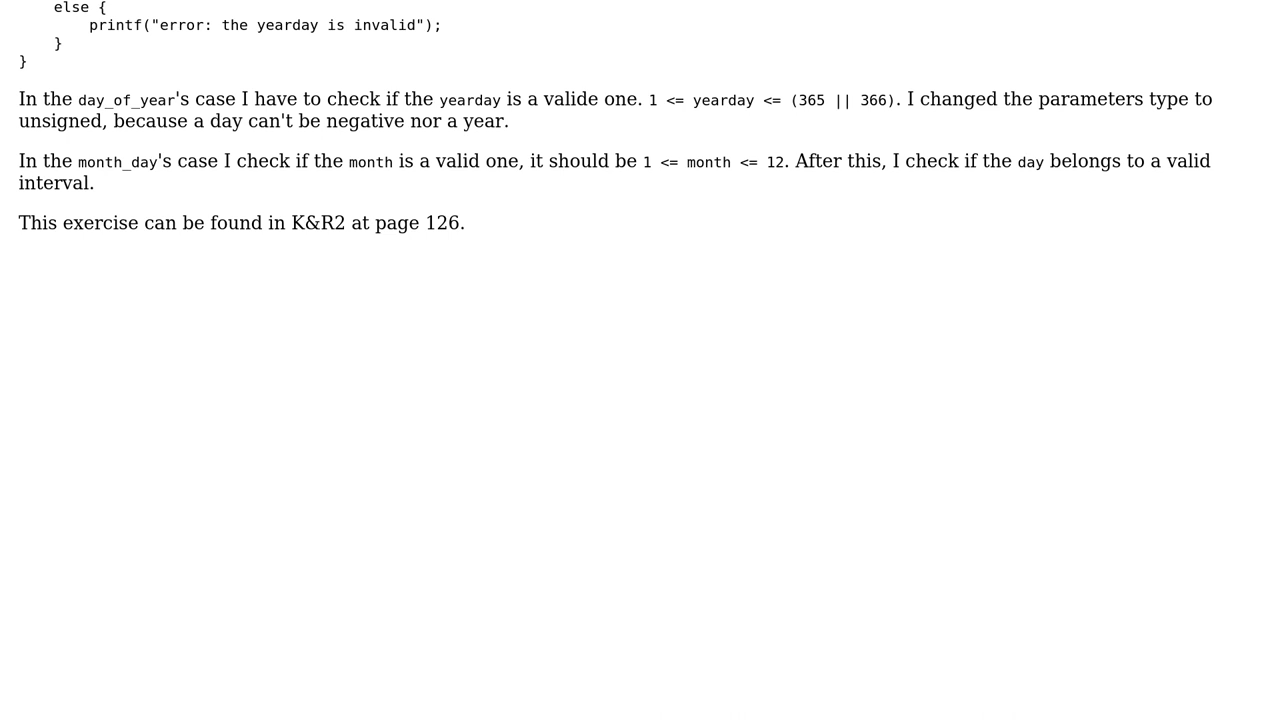 else {
printf("error: the yearday is invalid");
}
}
In the day_of_year's case I have to check if the yearday is a valide one. 1 <= yearday <= (365 || 366). I changed the parameters type to
unsigned, because a day can't be negative nor a year.
In the month_day's case I check if the month is a valid one, it should be 1 <= month <= 12. After this, I check if the day belongs to a valid
interval.
This exercise can be found in K&R2 at page 126.